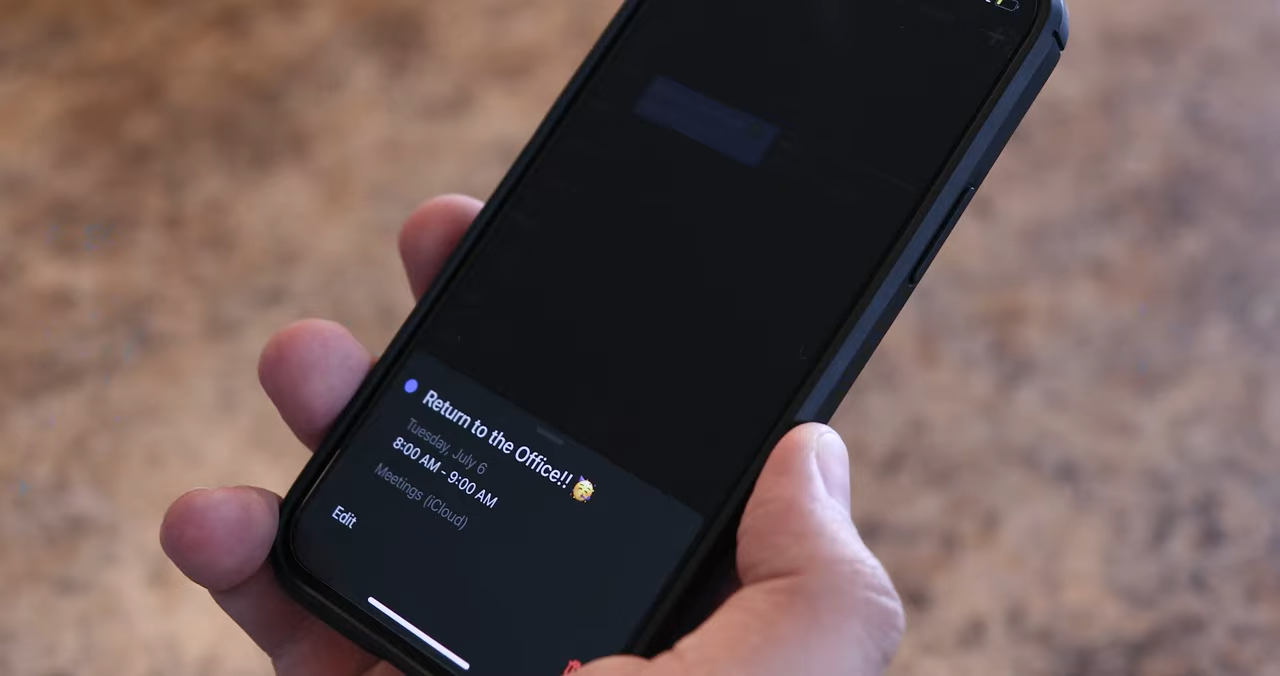 Return to the Office!! 🥳
Tuesday, July 6
8:00 AM - 9:00 AM
Meetings (iCloud)
Edit